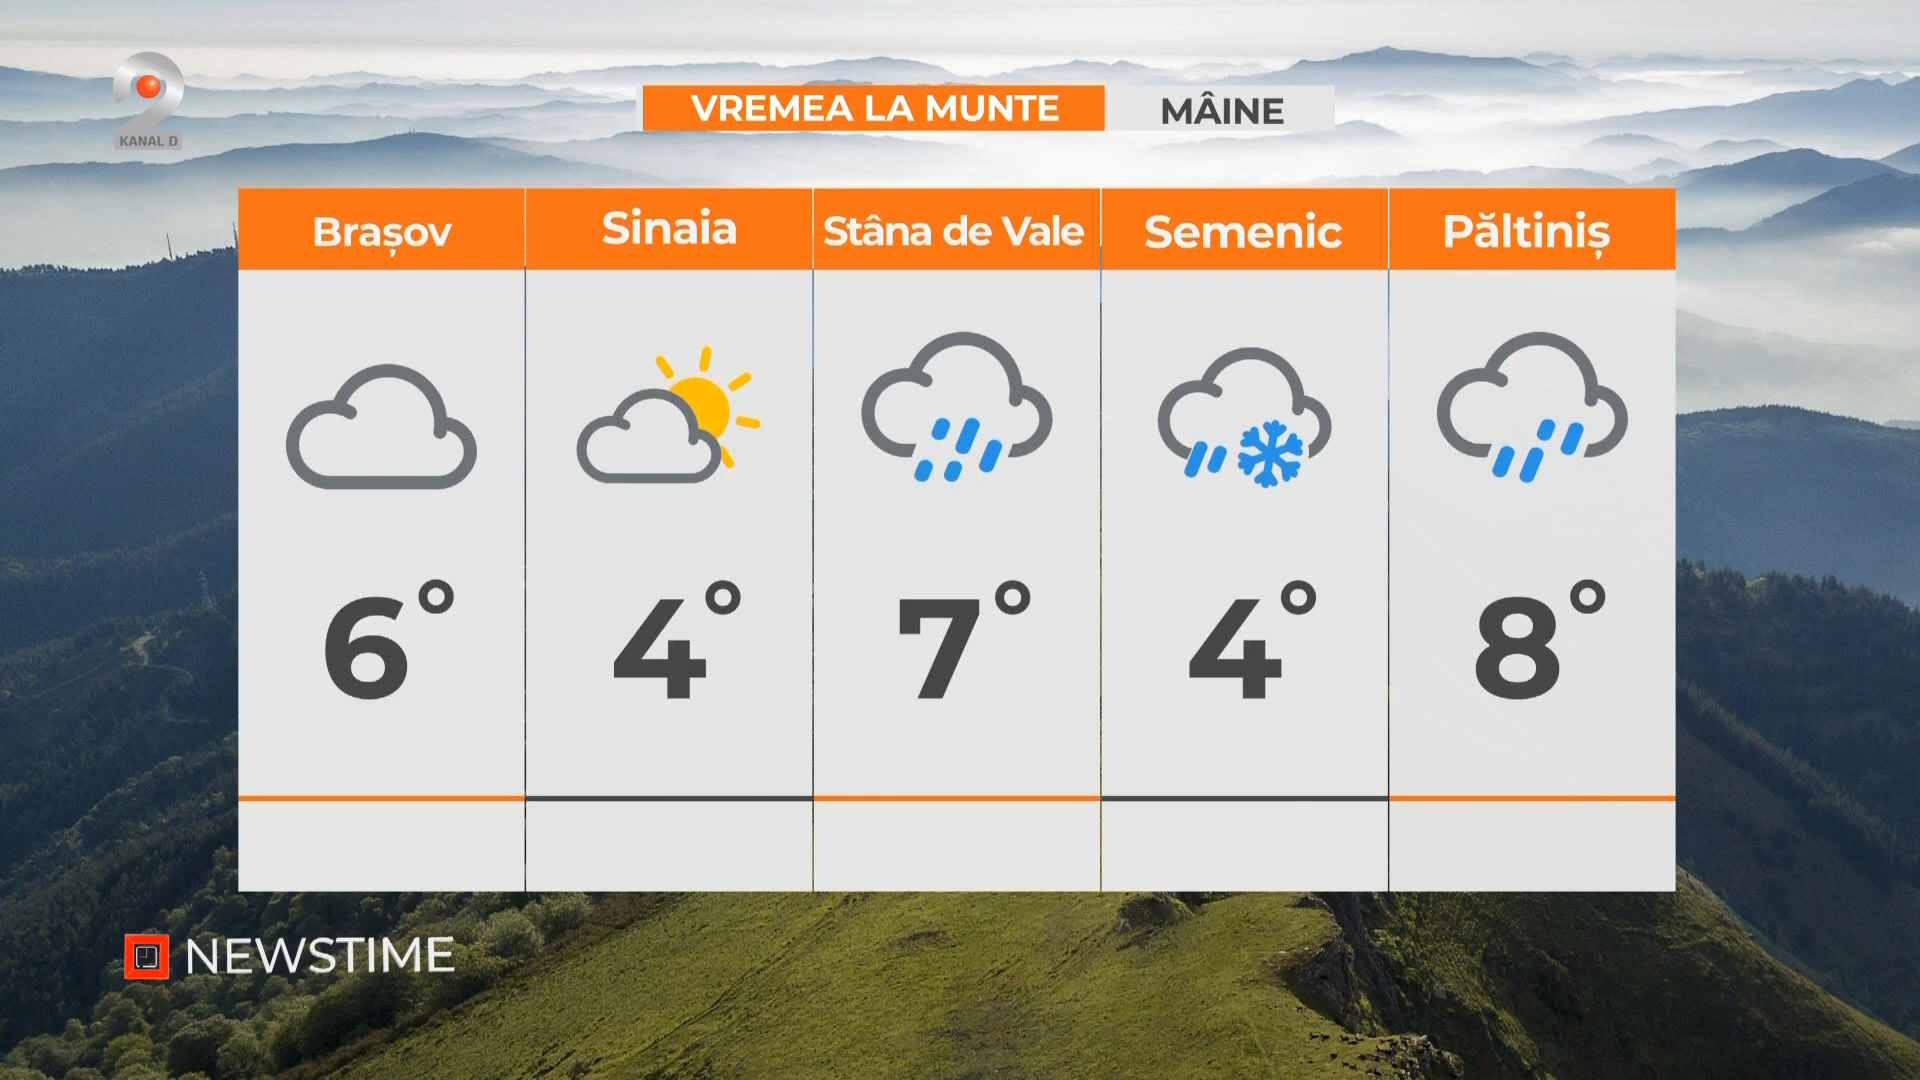 KANAL D
VREMEA LA MUNTE
MÂINE
Brașov
Sinaia
Stâna de Vale
Semenic
Păltiniș
6°
4°
7°
4°
8°
NEWSTIME